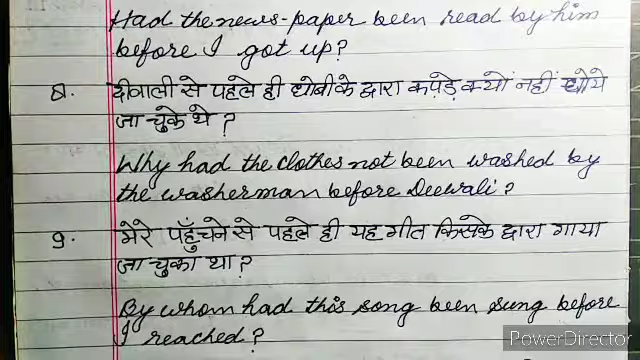 Had the news-paper been read by him
before I got up?
8. दीवाली से पहले ही धोबी के द्वारा कपड़े क्यों नहीं धोये
जा चुके थे ?
Why had the clothes not been washed by
the washerman before Deewali?
9. मेरे पहुँचने से पहले ही यह गीत किसके द्वारा गाया
जा चुका था ?
By whom had this song been sung before
I reached?
PowerDirector